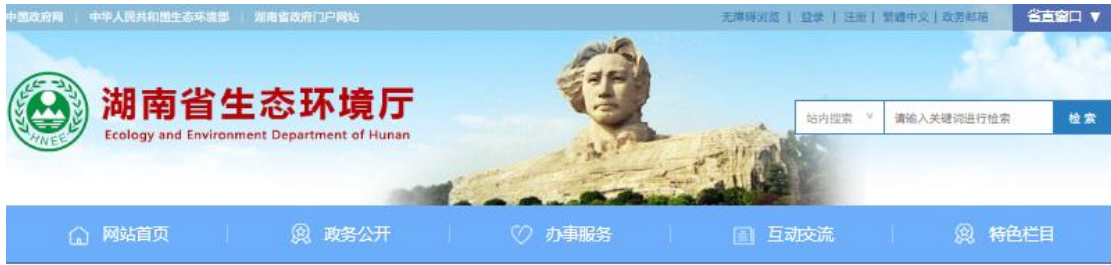 中国政府网 | 中华人民共和国生态环境部 | 湖南省政府门户网站
无障碍浏览 | 登录 | 注册 | 繁體中文 | 政务邮箱
省直窗口 ▼
湖南省生态环境厅
Ecology and Environment Department of Hunan
HNEE
站内搜索 ∨ 请输入关键词进行检索 检索
网站首页 政务公开 办事服务 互动交流 特色栏目